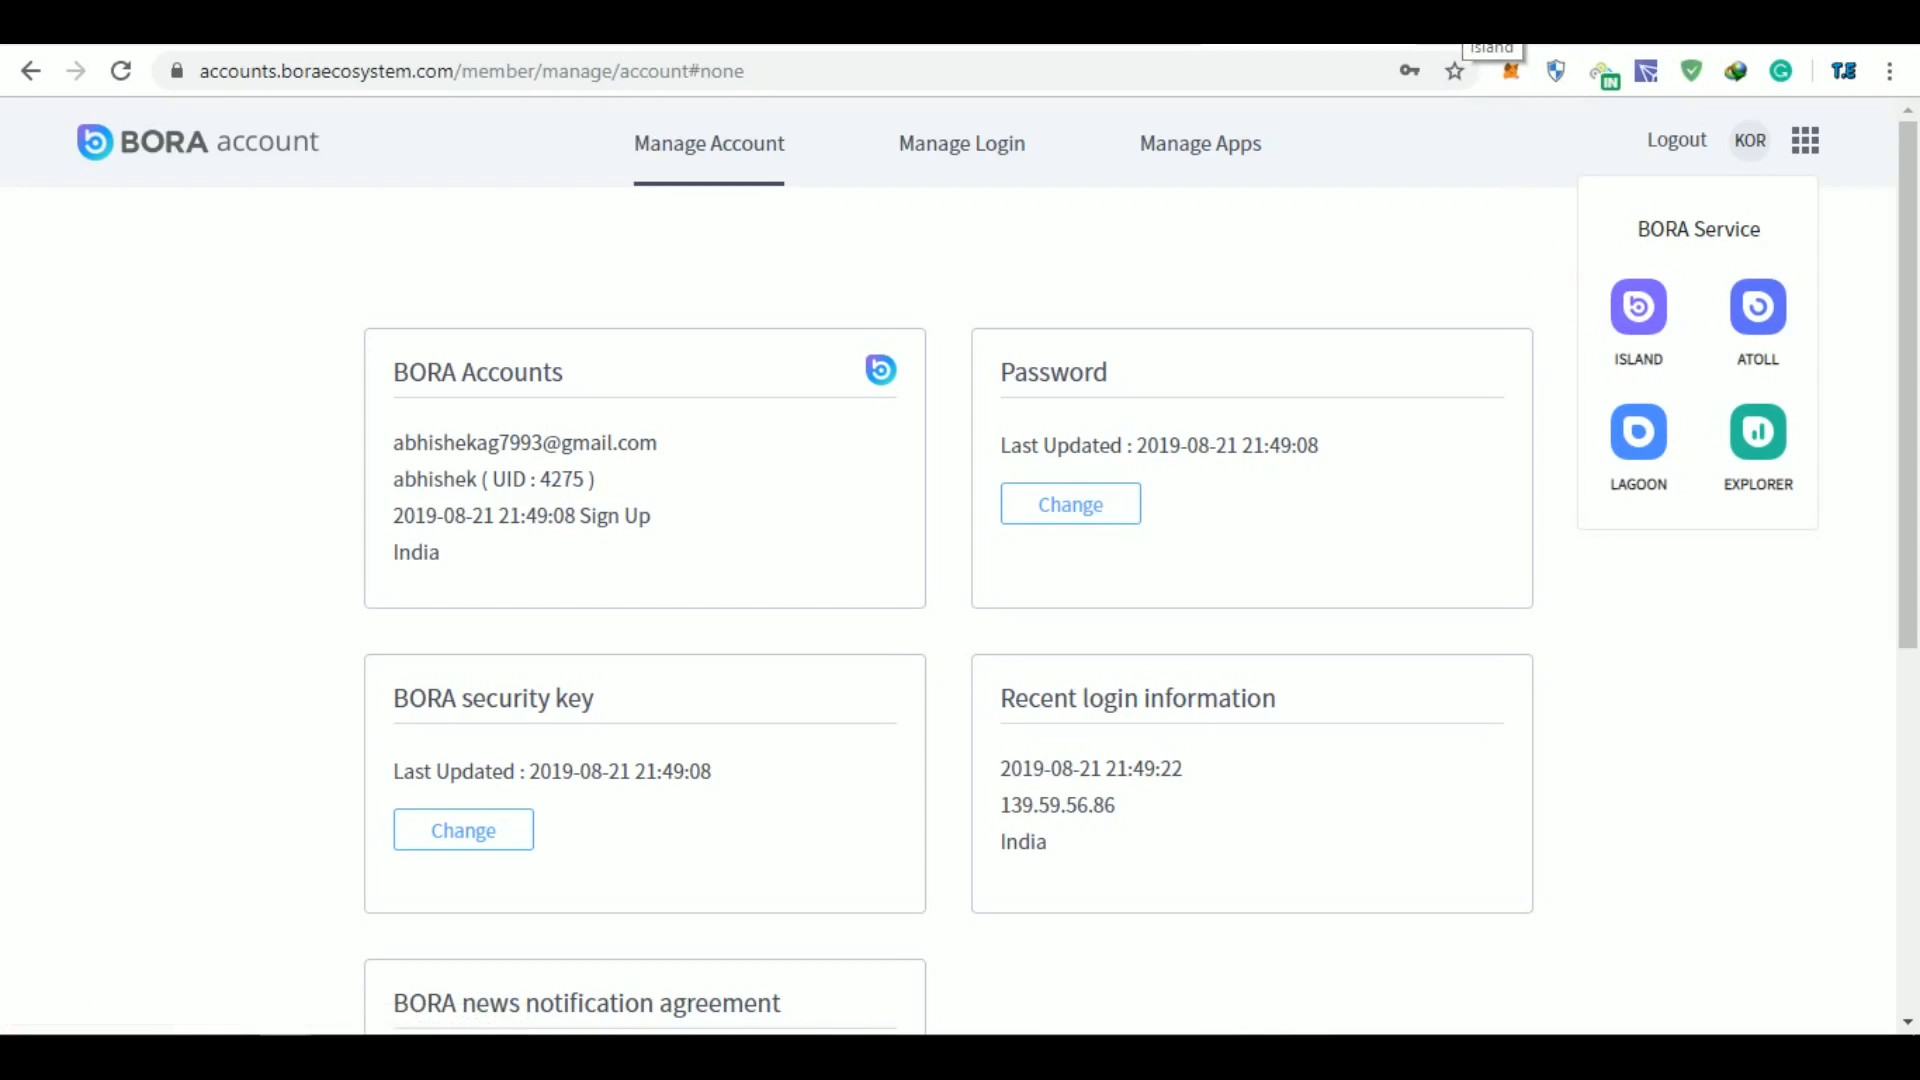 Island
accounts.boraecosystem.com/member/manage/account#none
IN
T.E
BORA account
Manage Account
Manage Login
Manage Apps
Logout
KOR
BORA Service
ISLAND
ATOLL
LAGOON
EXPLORER
BORA Accounts
abhishekag7993@gmail.com
abhishek ( UID : 4275 )
2019-08-21 21:49:08 Sign Up
India
Password
Last Updated : 2019-08-21 21:49:08
Change
BORA security key
Last Updated : 2019-08-21 21:49:08
Change
Recent login information
2019-08-21 21:49:22
139.59.56.86
India
BORA news notification agreement